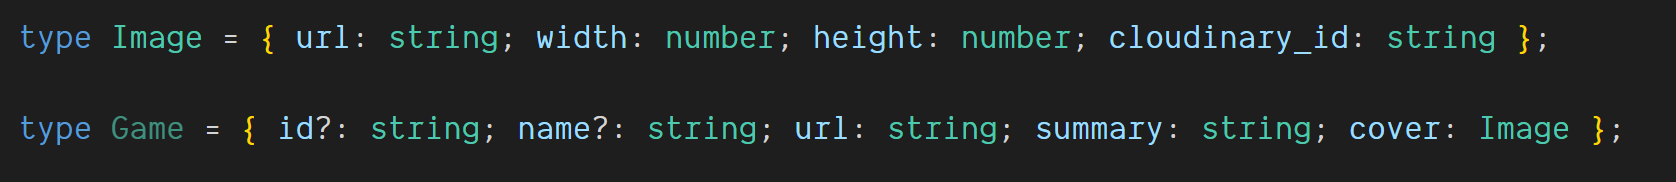 type Image = { url: string; width: number; height: number; cloudinary_id: string };
type Game = { id?: string; name?: string; url: string; summary: string; cover: Image };